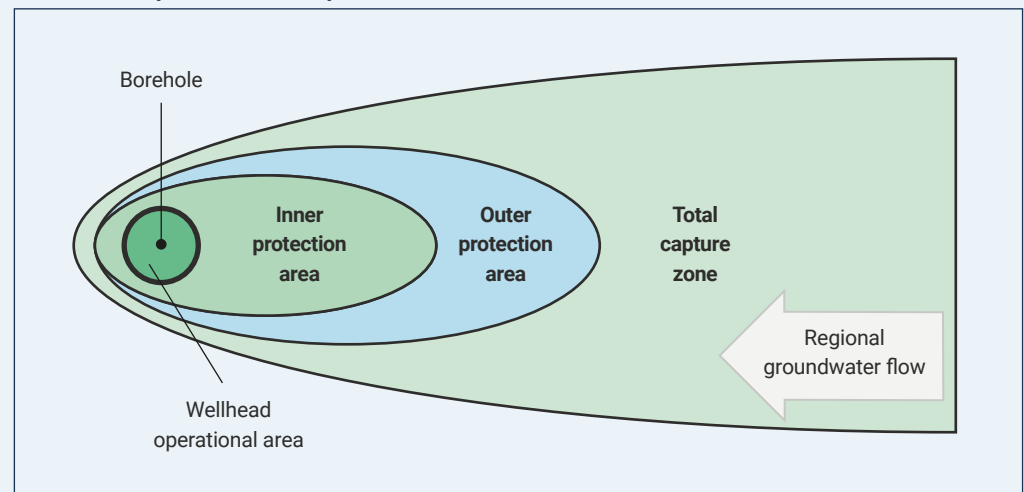 Borehole
Inner
protection
area
Outer
protection
area
Total
capture
zone
Regional
groundwater flow
Wellhead
operational area